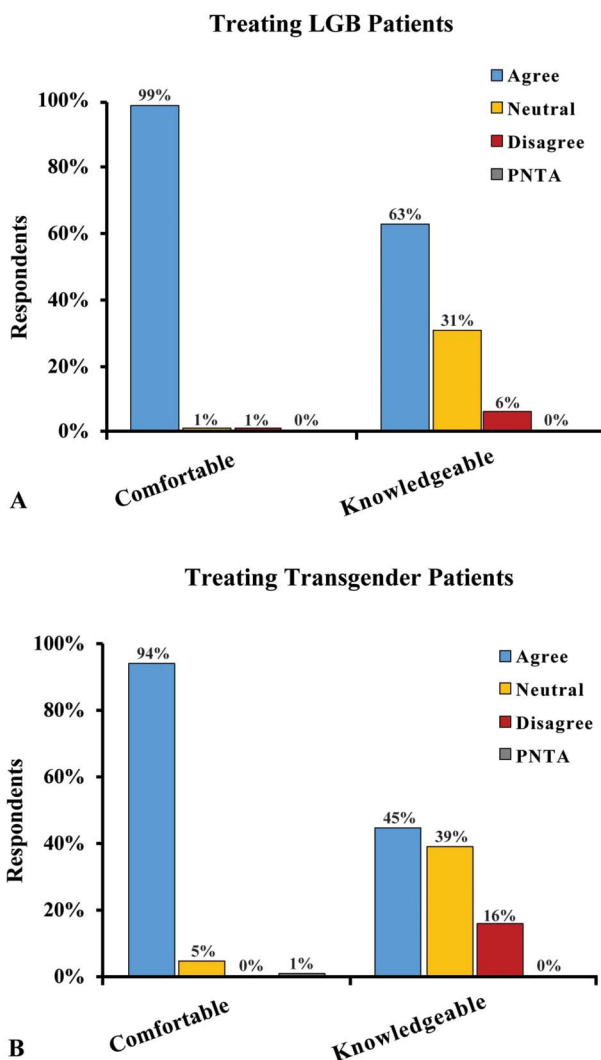 Treating LGB Patients
Agree
Neutral
Disagree
PNTA
Respondents
100%
80%
60%
40%
20%
0%
99%
1%
1%
0%
63%
31%
6%
0%
Comfortable
Knowledgeable
A
Treating Transgender Patients
Agree
Neutral
Disagree
PNTA
Respondents
100%
80%
60%
40%
20%
0%
94%
5%
0%
1%
45%
39%
16%
0%
Comfortable
Knowledgeable
B